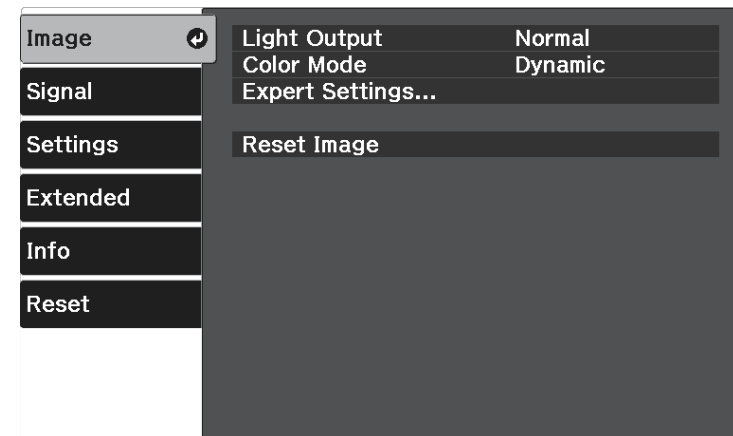 Image
Signal
Settings
Extended
Info
Reset
Light Output Normal
Color Mode Dynamic
Expert Settings...
Reset Image